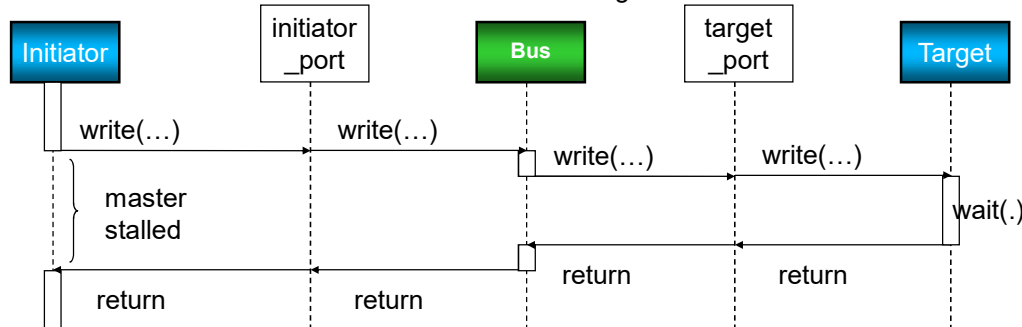 Initiator
initiator
_port
Bus
target
_port
Target
write(…)
write(…)
write(…)
write(…)
master
stalled
wait(.)
return
return
return
return